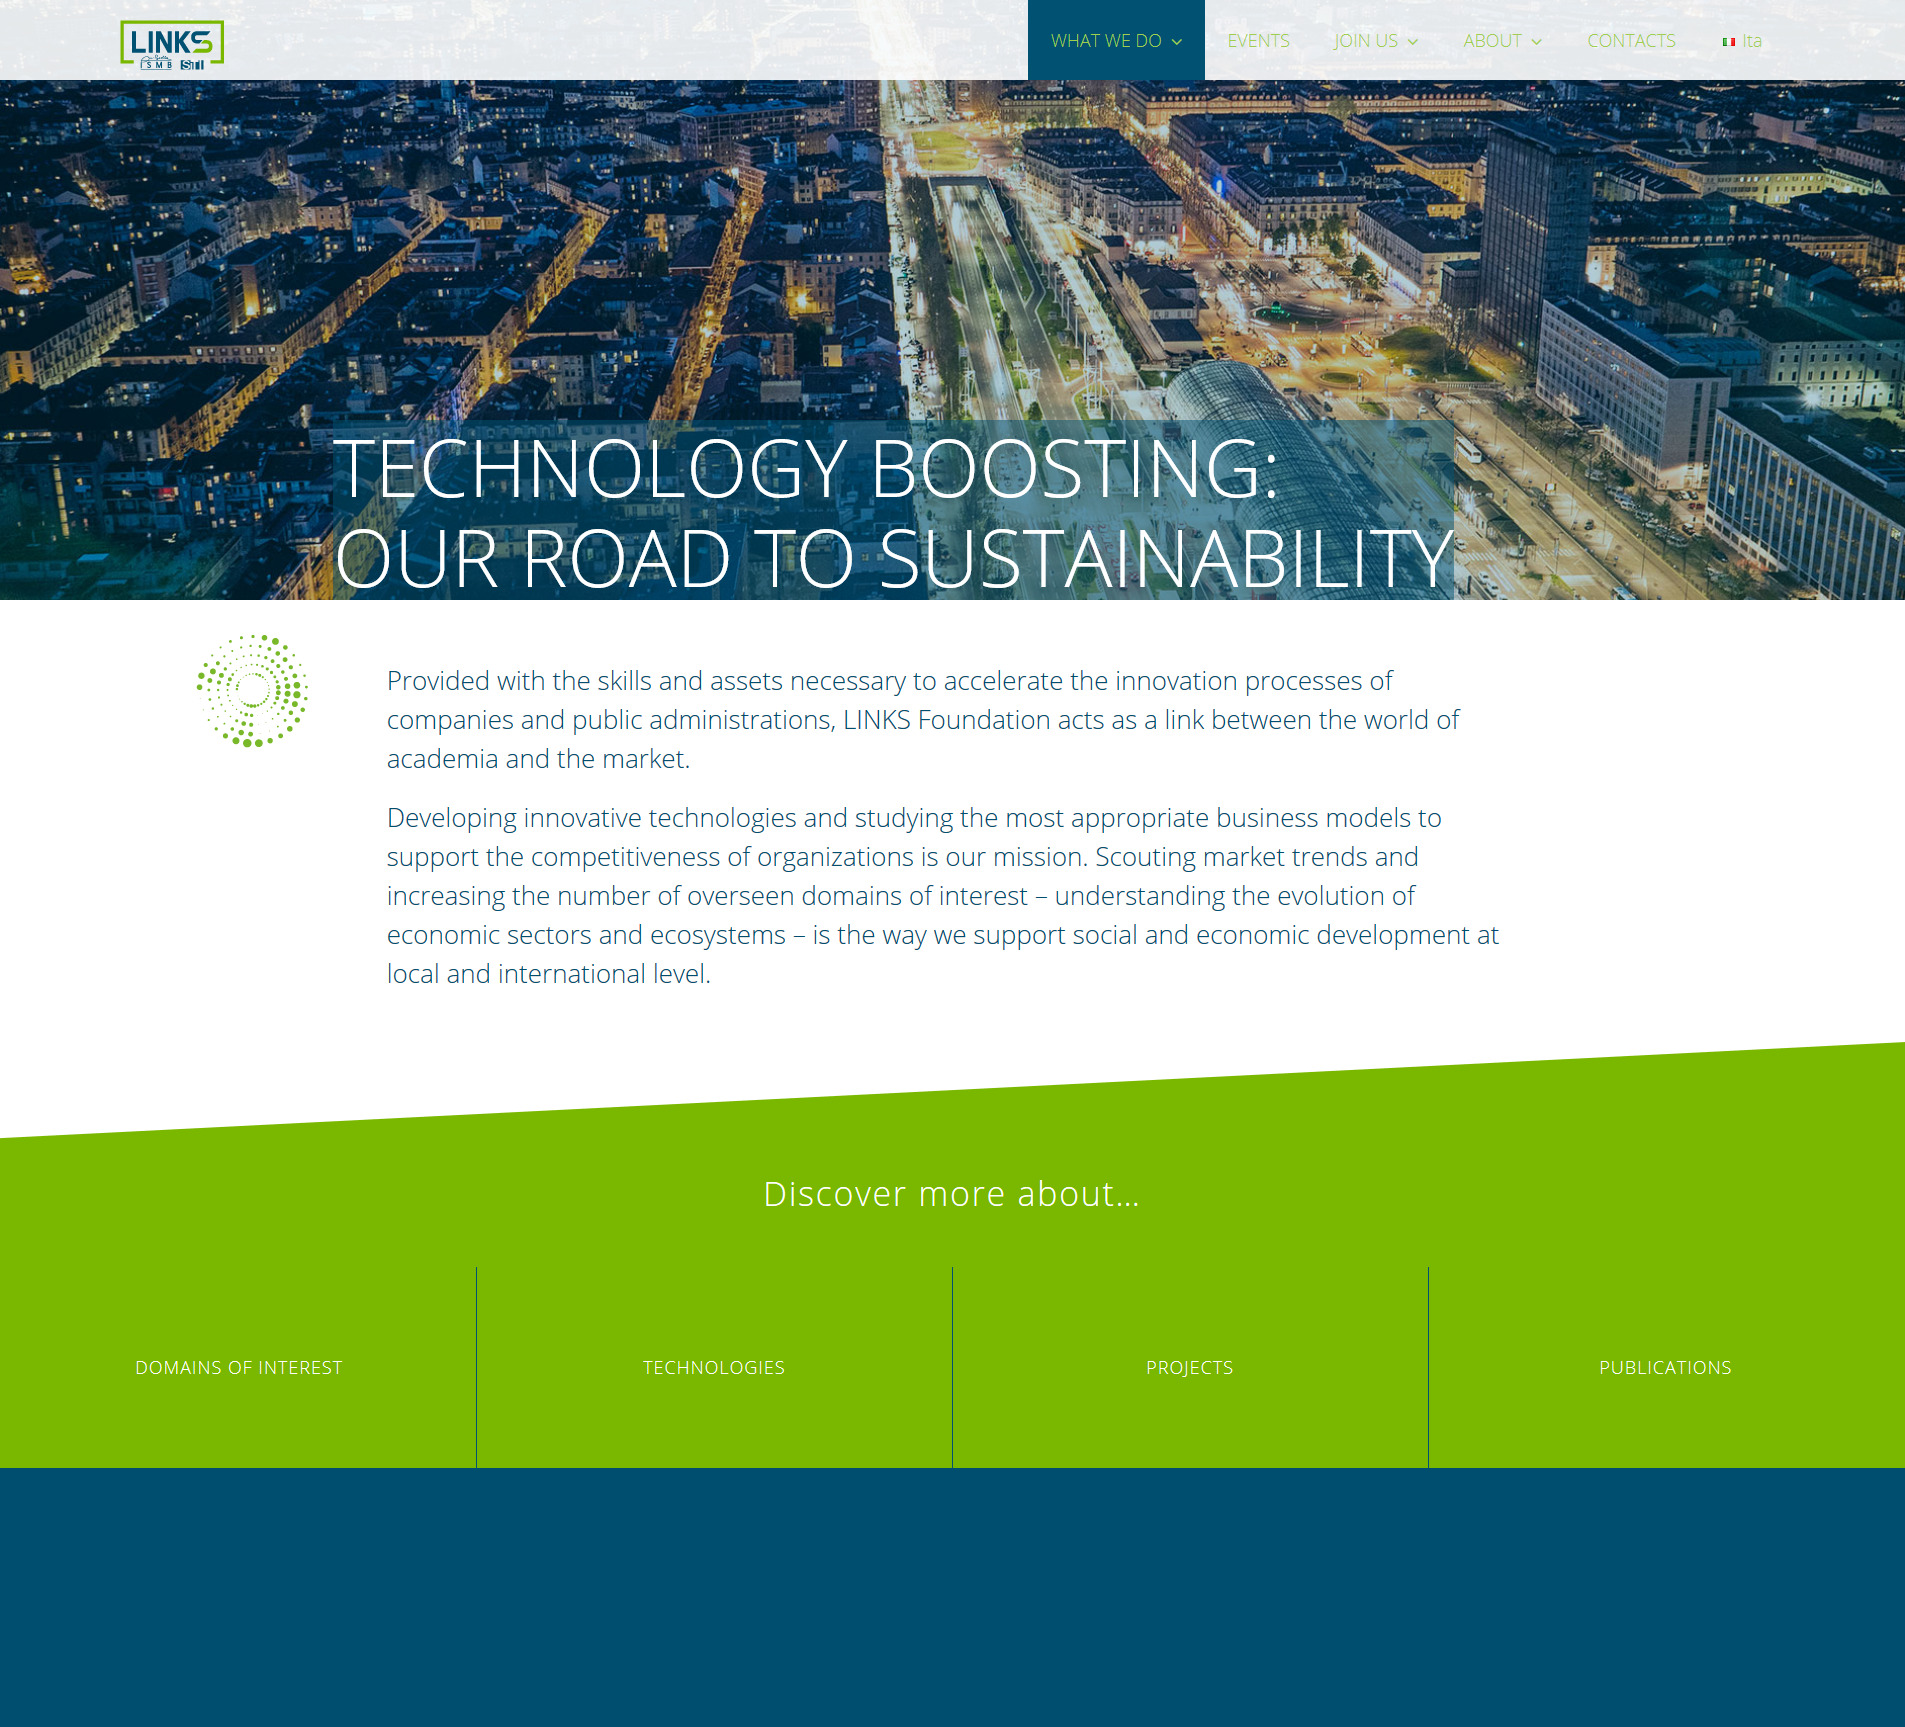 LINKS
SMB STI
WHAT WE DO
EVENTS
JOIN US
ABOUT
CONTACTS
Ita
TECHNOLOGY BOOSTING:
OUR ROAD TO SUSTAINABILITY
Provided with the skills and assets necessary to accelerate the innovation processes of
companies and public administrations, LINKS Foundation acts as a link between the world of
academia and the market.
Developing innovative technologies and studying the most appropriate business models to
support the competitiveness of organizations is our mission. Scouting market trends and
increasing the number of overseen domains of interest – understanding the evolution of
economic sectors and ecosystems – is the way we support social and economic development at
local and international level.
Discover more about...
DOMAINS OF INTEREST
TECHNOLOGIES
PROJECTS
PUBLICATIONS